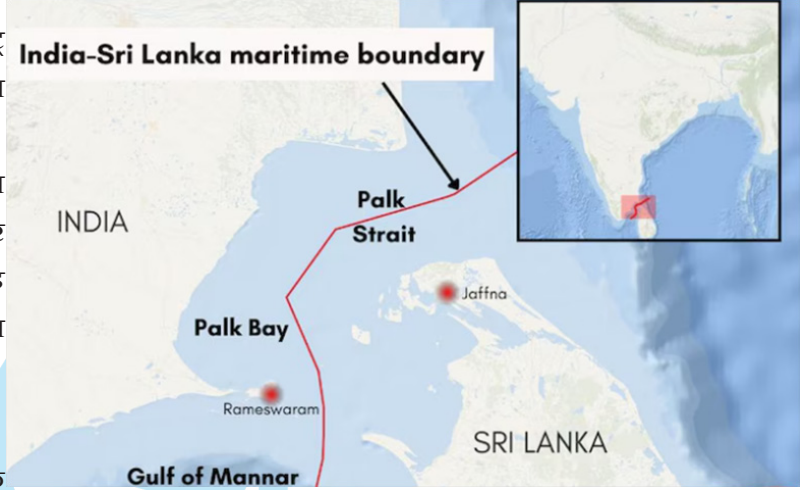 India-Sri Lanka maritime boundary
Palk
Strait
INDIA
Jaffna
Palk Bay
Rameswaram
SRI LANKA
Gulf of Mannar